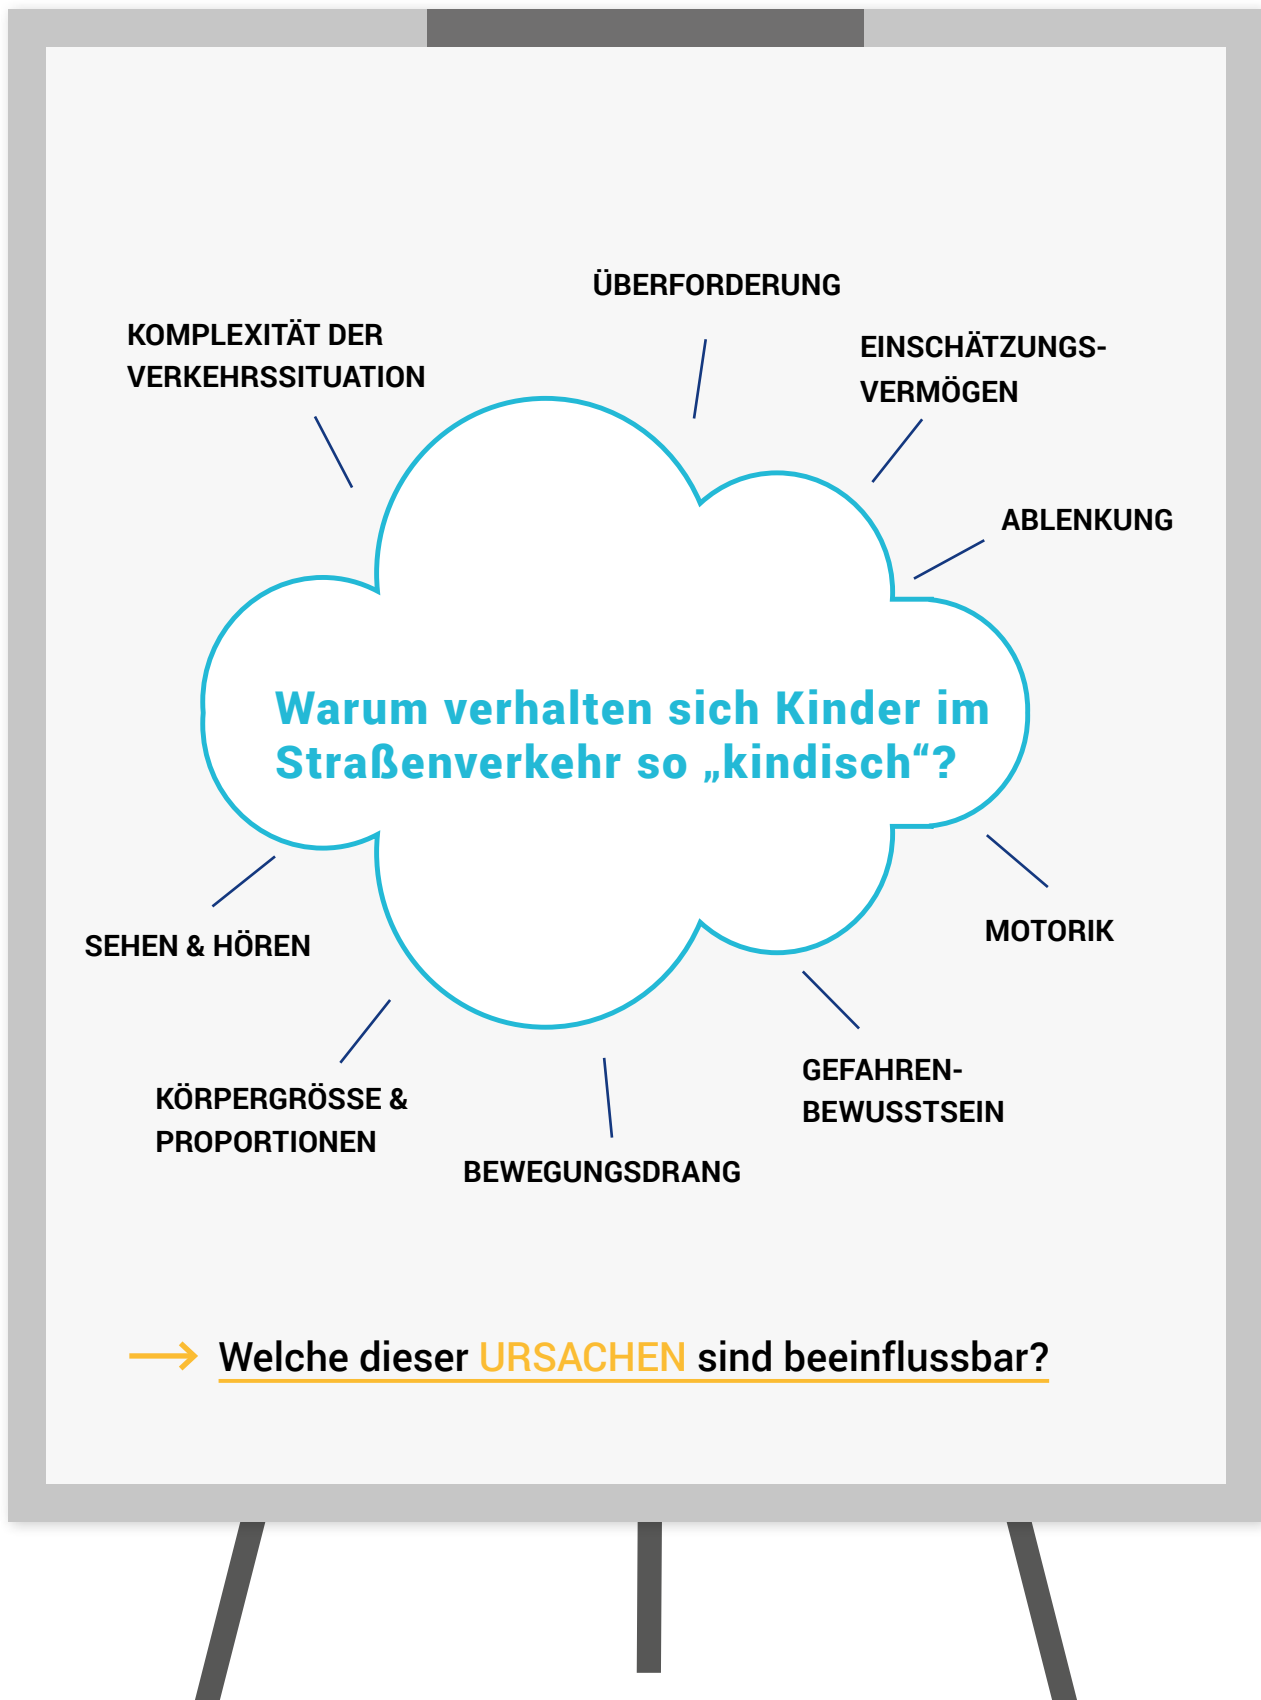 ÜBERFORDERUNG
KOMPLEXITÄT DER
VERKEHRSSITUATION
EINSCHÄTZUNGS-
VERMÖGEN
ABLENKUNG
Warum verhalten sich Kinder im
Straßenverkehr so „kindisch“?
SEHEN & HÖREN
MOTORIK
KÖRPERGRÖSSE &
PROPORTIONEN
GEFAHREN-
BEWUSSTSEIN
BEWEGUNGSDRANG
Welche dieser URSACHEN sind beeinflussbar?